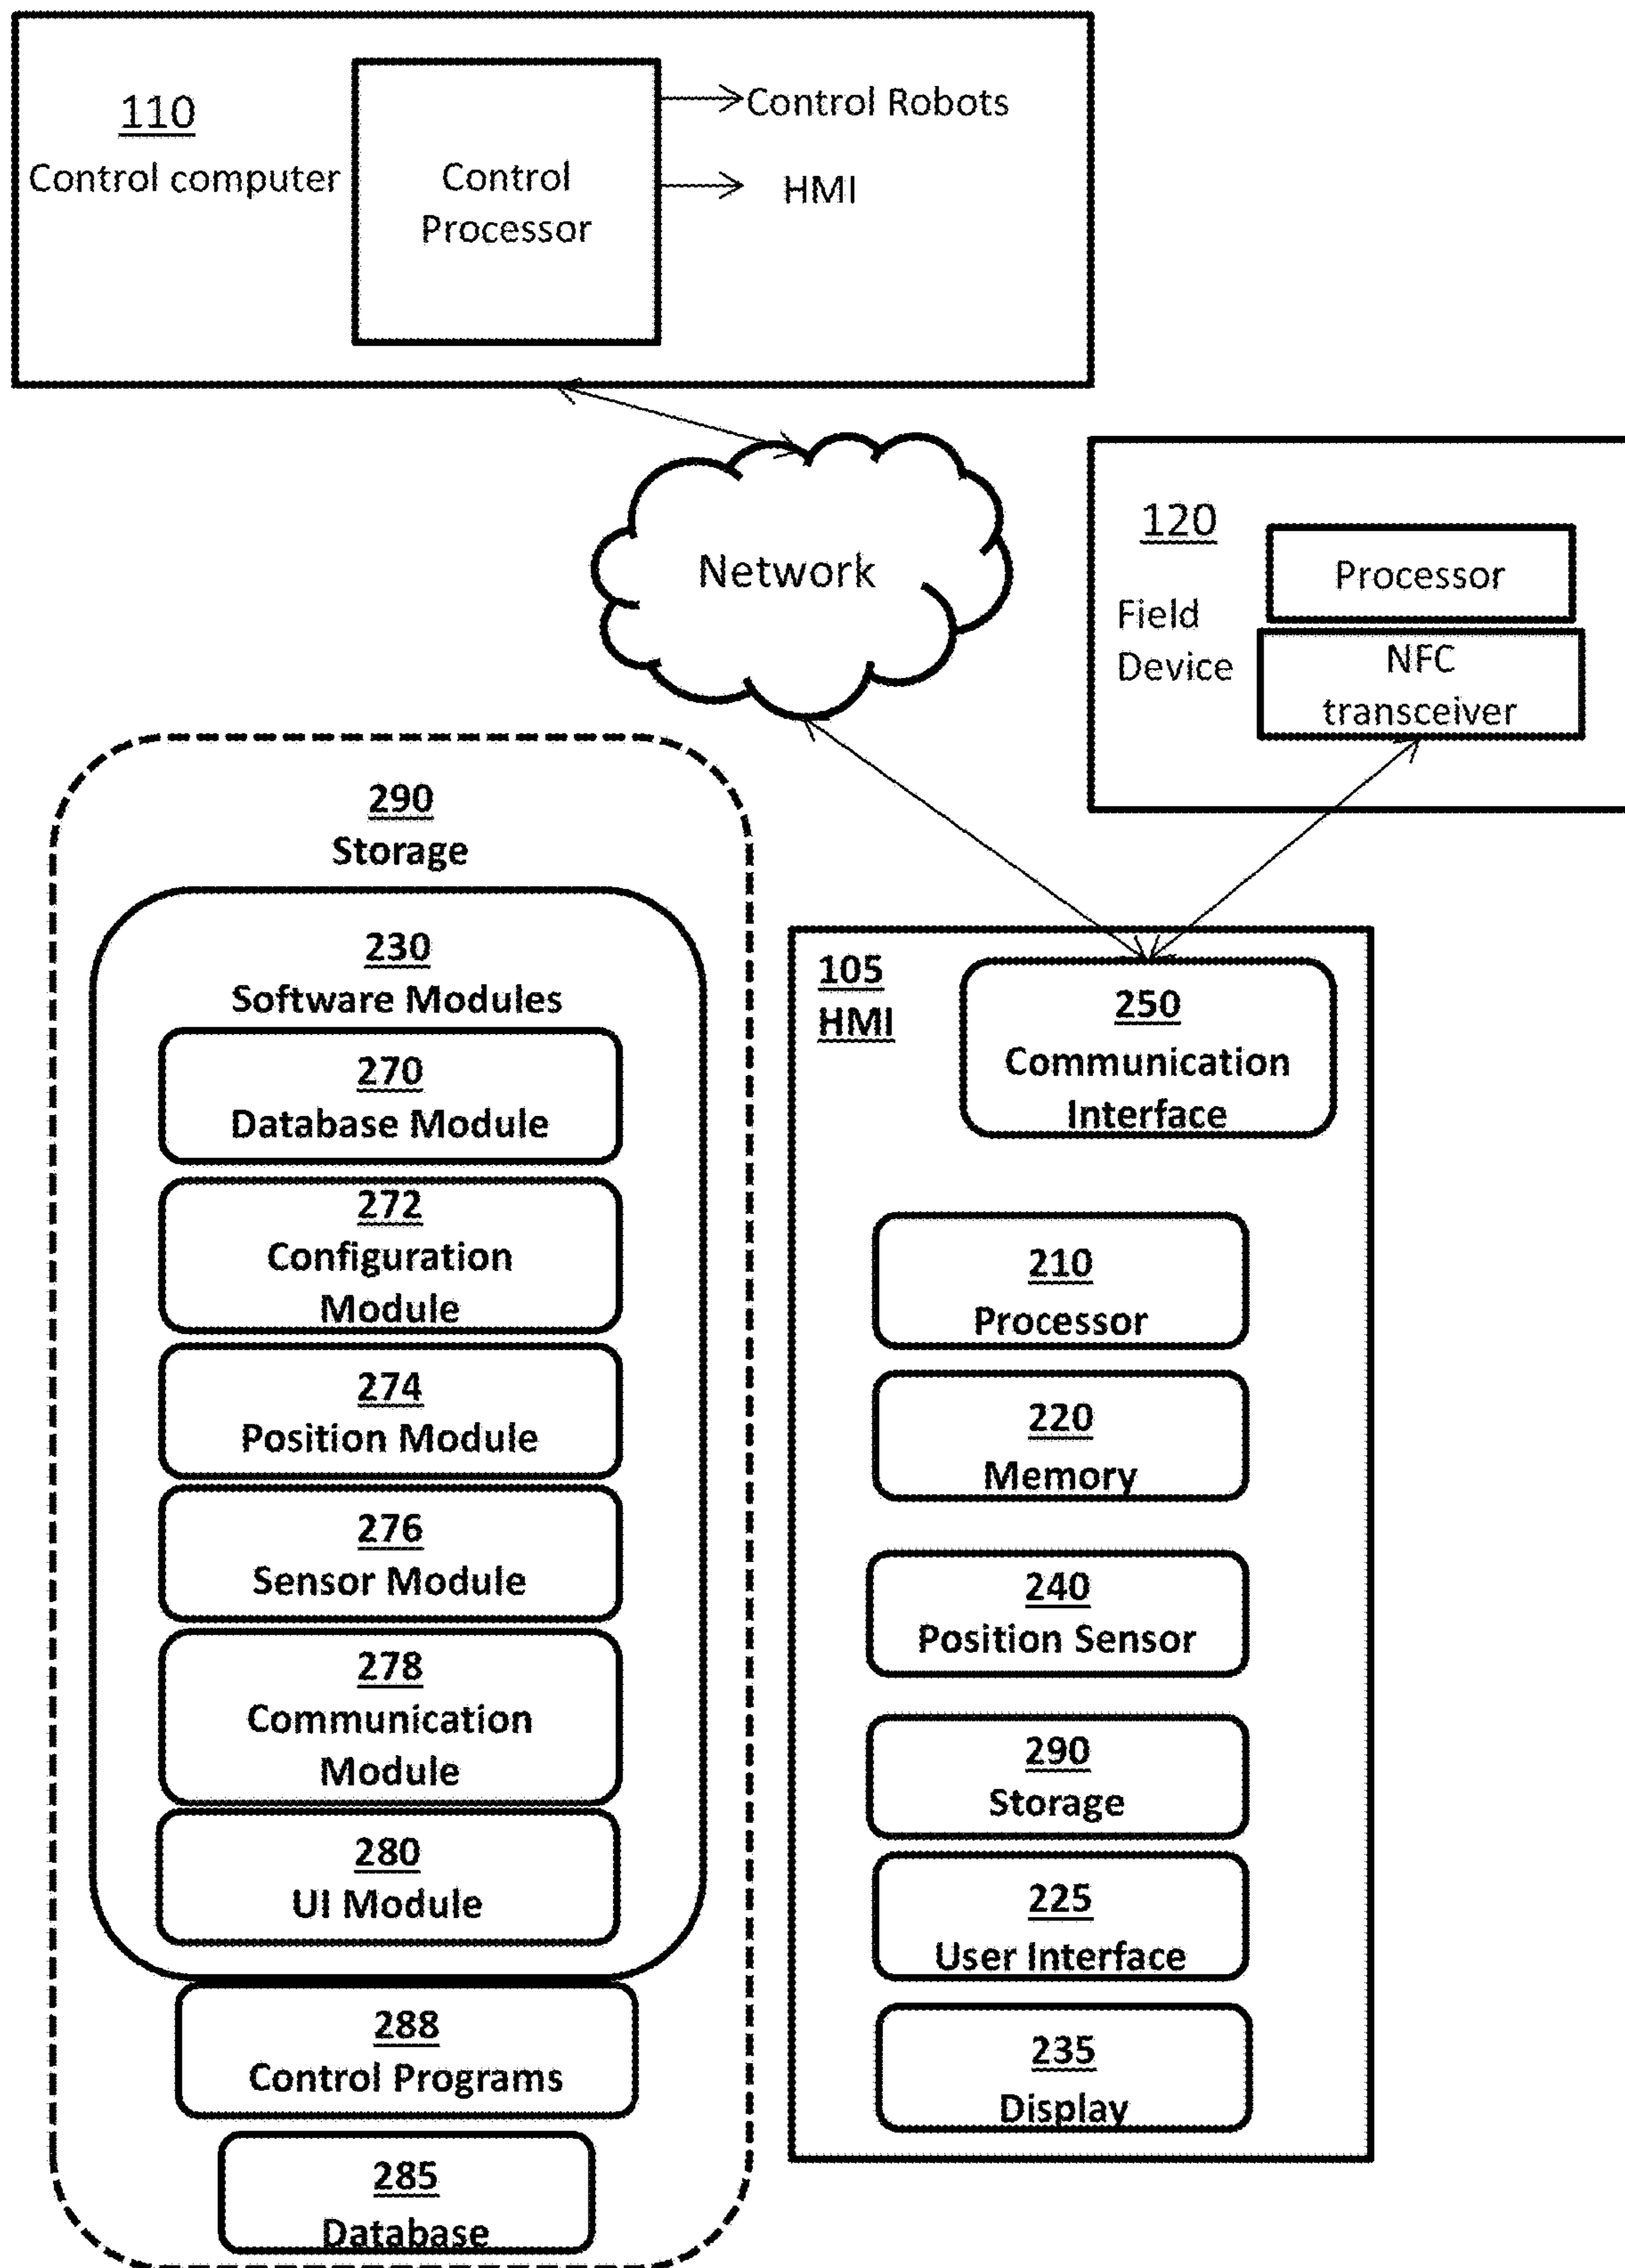 110
Control computer
Control
Processor
Control Robots
HMI
Network
120
Field
Device
Processor
NFC
transceiver
290
Storage
230
Software Modules
270
Database Module
272
Configuration
Module
274
Position Module
276
Sensor Module
278
Communication
Module
280
UI Module
288
Control Programs
285
Database
105
HMI
250
Communication
Interface
210
Processor
220
Memory
240
Position Sensor
290
Storage
225
User Interface
235
Display